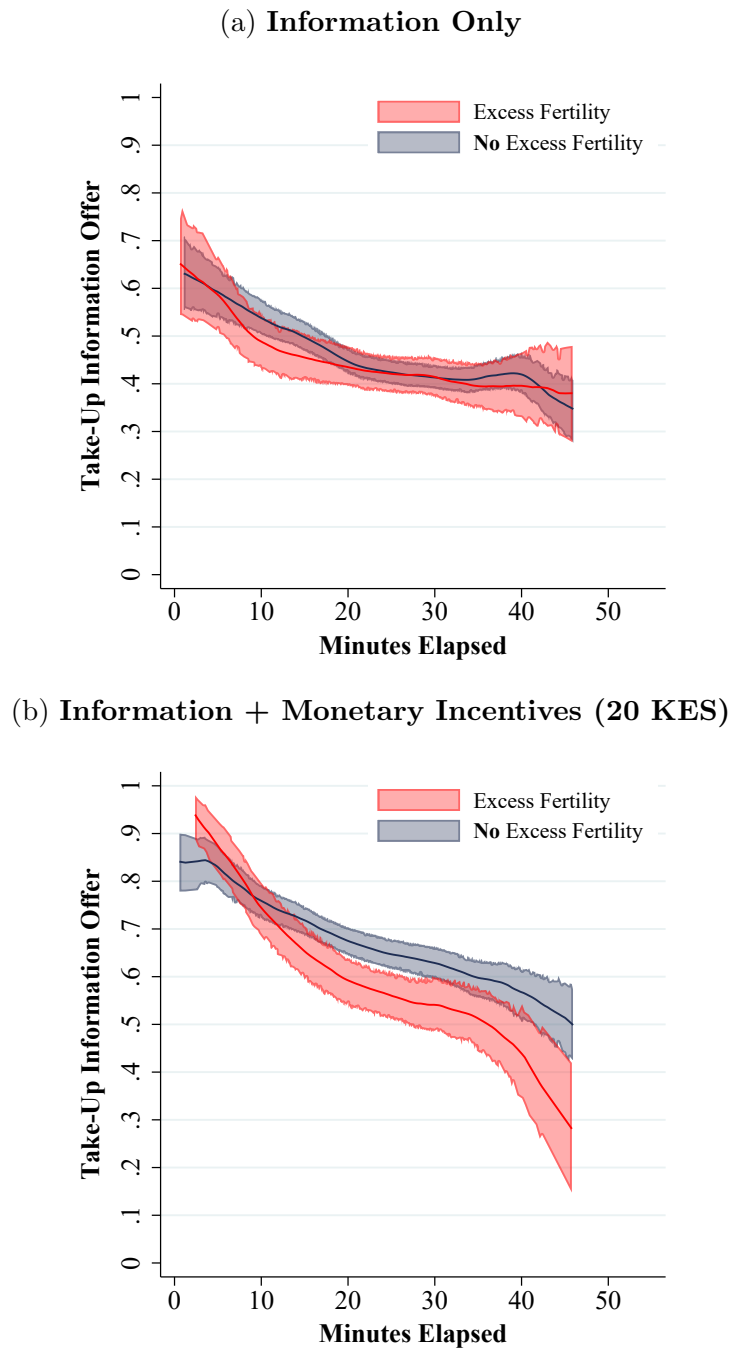 (a) Information Only
Take-Up Information Offer
1
.9
.8
.7
.6
.5
.4
.3
.2
.1
0
Excess Fertility
No Excess Fertility
0 10 20 30 40 50
Minutes Elapsed
(b) Information + Monetary Incentives (20 KES)
Take-Up Information Offer
1
.9
.8
.7
.6
.5
.4
.3
.2
.1
0
Excess Fertility
No Excess Fertility
0 10 20 30 40 50
Minutes Elapsed